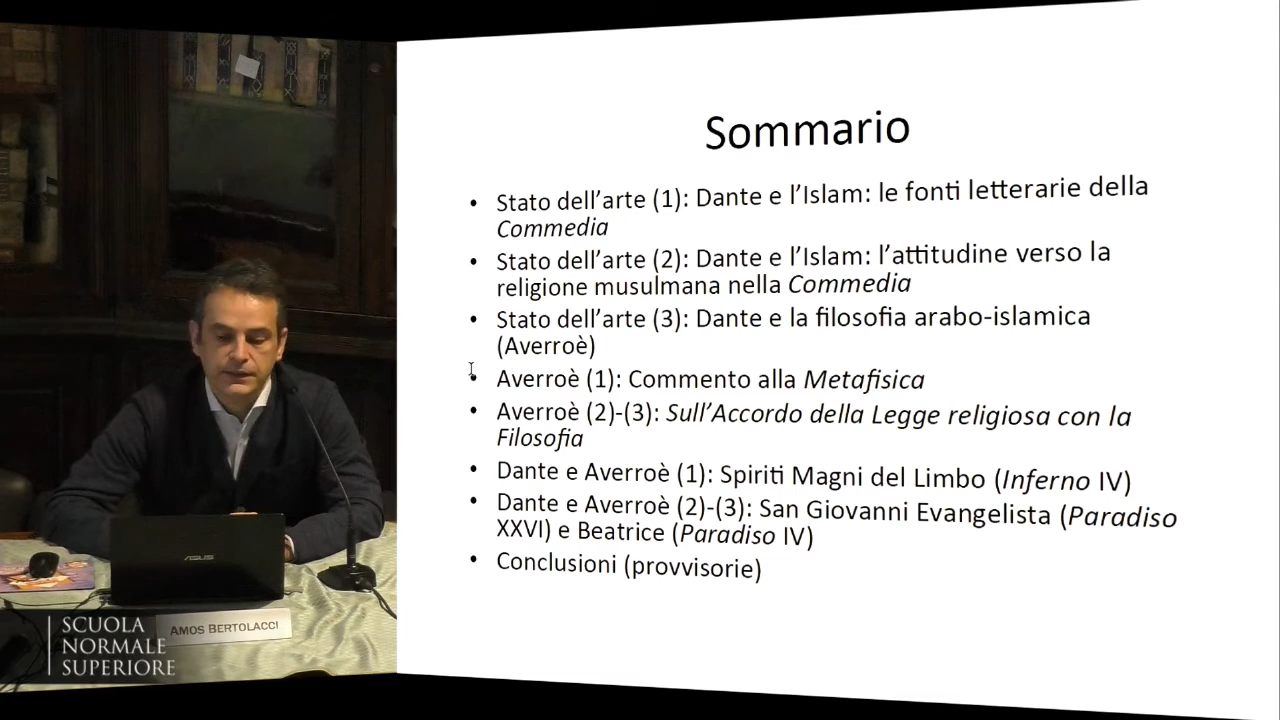 Sommario
• Stato dell'arte (1): Dante e l'Islam: le fonti letterarie della
Commedia
• Stato dell'arte (2): Dante e l'Islam: l'attitudine verso la
religione musulmana nella Commedia
• Stato dell'arte (3): Dante e la filosofia arabo-islamica
(Averroè)
• Averroè (1): Commento alla Metafisica
• Averroè (2)-(3): Sull'Accordo della Legge religiosa con la
Filosofia
• Dante e Averroè (1): Spiriti Magni del Limbo (Inferno IV)
• Dante e Averroè (2)-(3): San Giovanni Evangelista (Paradiso
XXVI) e Beatrice (Paradiso IV)
• Conclusioni (provvisorie)
ASUS
AMOS BERTOLACCI
SCUOLA
NORMALE
SUPERIORE